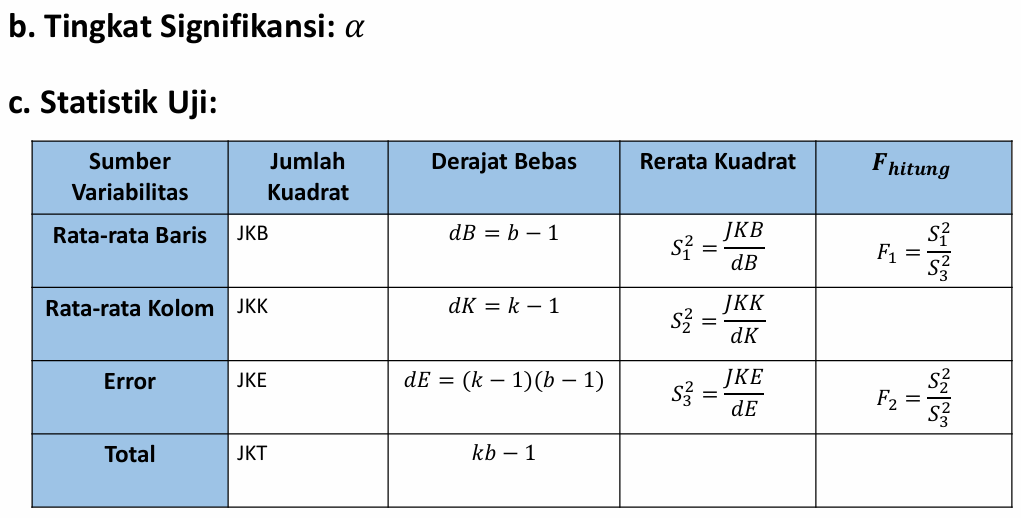 b. Tingkat Signifikansi: α
c. Statistik Uji:
Sumber Variabilitas | Jumlah Kuadrat | Derajat Bebas | Rerata Kuadrat | F_hitung
Rata-rata Baris | JKB | dB = b − 1 | S₁² = JKB/dB | F₁ = S₁²/S₃²
Rata-rata Kolom | JKK | dK = k − 1 | S₂² = JKK/dK
Error | JKE | dE = (k − 1)(b − 1) | S₃² = JKE/dE | F₂ = S₂²/S₃²
Total | JKT | kb − 1